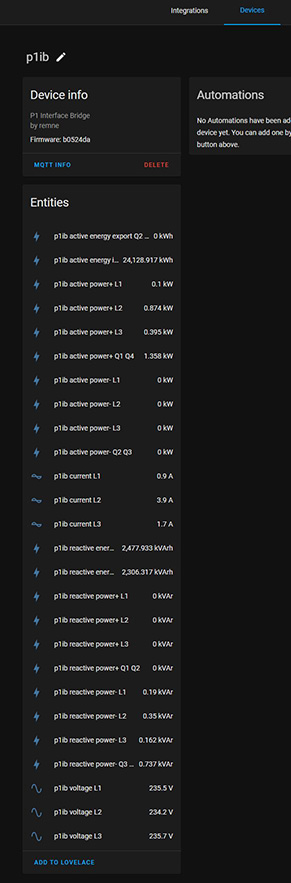 Integrations
Devices
p1ib
Device info
P1 Interface Bridge
by remne
Firmware: b0524da
MQTT INFO
DELETE
Automations
No Automations have been ad
device yet. You can add one by
button above.
Entities
p1ib active energy export Q2 ... 0 kWh
p1ib active energy i... 24,128.917 kWh
p1ib active power+ L1 0.1 kW
p1ib active power+ L2 0.874 kW
p1ib active power+ L3 0.395 kW
p1ib active power+ Q1 Q4 1.358 kW
p1ib active power- L1 0 kW
p1ib active power- L2 0 kW
p1ib active power- L3 0 kW
p1ib active power- Q2 Q3 0 kW
p1ib current L1 0.9 A
p1ib current L2 3.9 A
p1ib current L3 1.7 A
p1ib reactive ener... 2,477.933 kVArh
p1ib reactive ener... 2,306.317 kVArh
p1ib reactive power+ L1 0 kVAr
p1ib reactive power+ L2 0 kVAr
p1ib reactive power+ L3 0 kVAr
p1ib reactive power+ Q1 Q2 0 kVAr
p1ib reactive power- L1 0.19 kVAr
p1ib reactive power- L2 0.35 kVAr
p1ib reactive power- L3 0.162 kVAr
p1ib reactive power- Q3 ... 0.737 kVAr
p1ib voltage L1 235.5 V
p1ib voltage L2 234.2 V
p1ib voltage L3 235.7 V
ADD TO LOVELACE